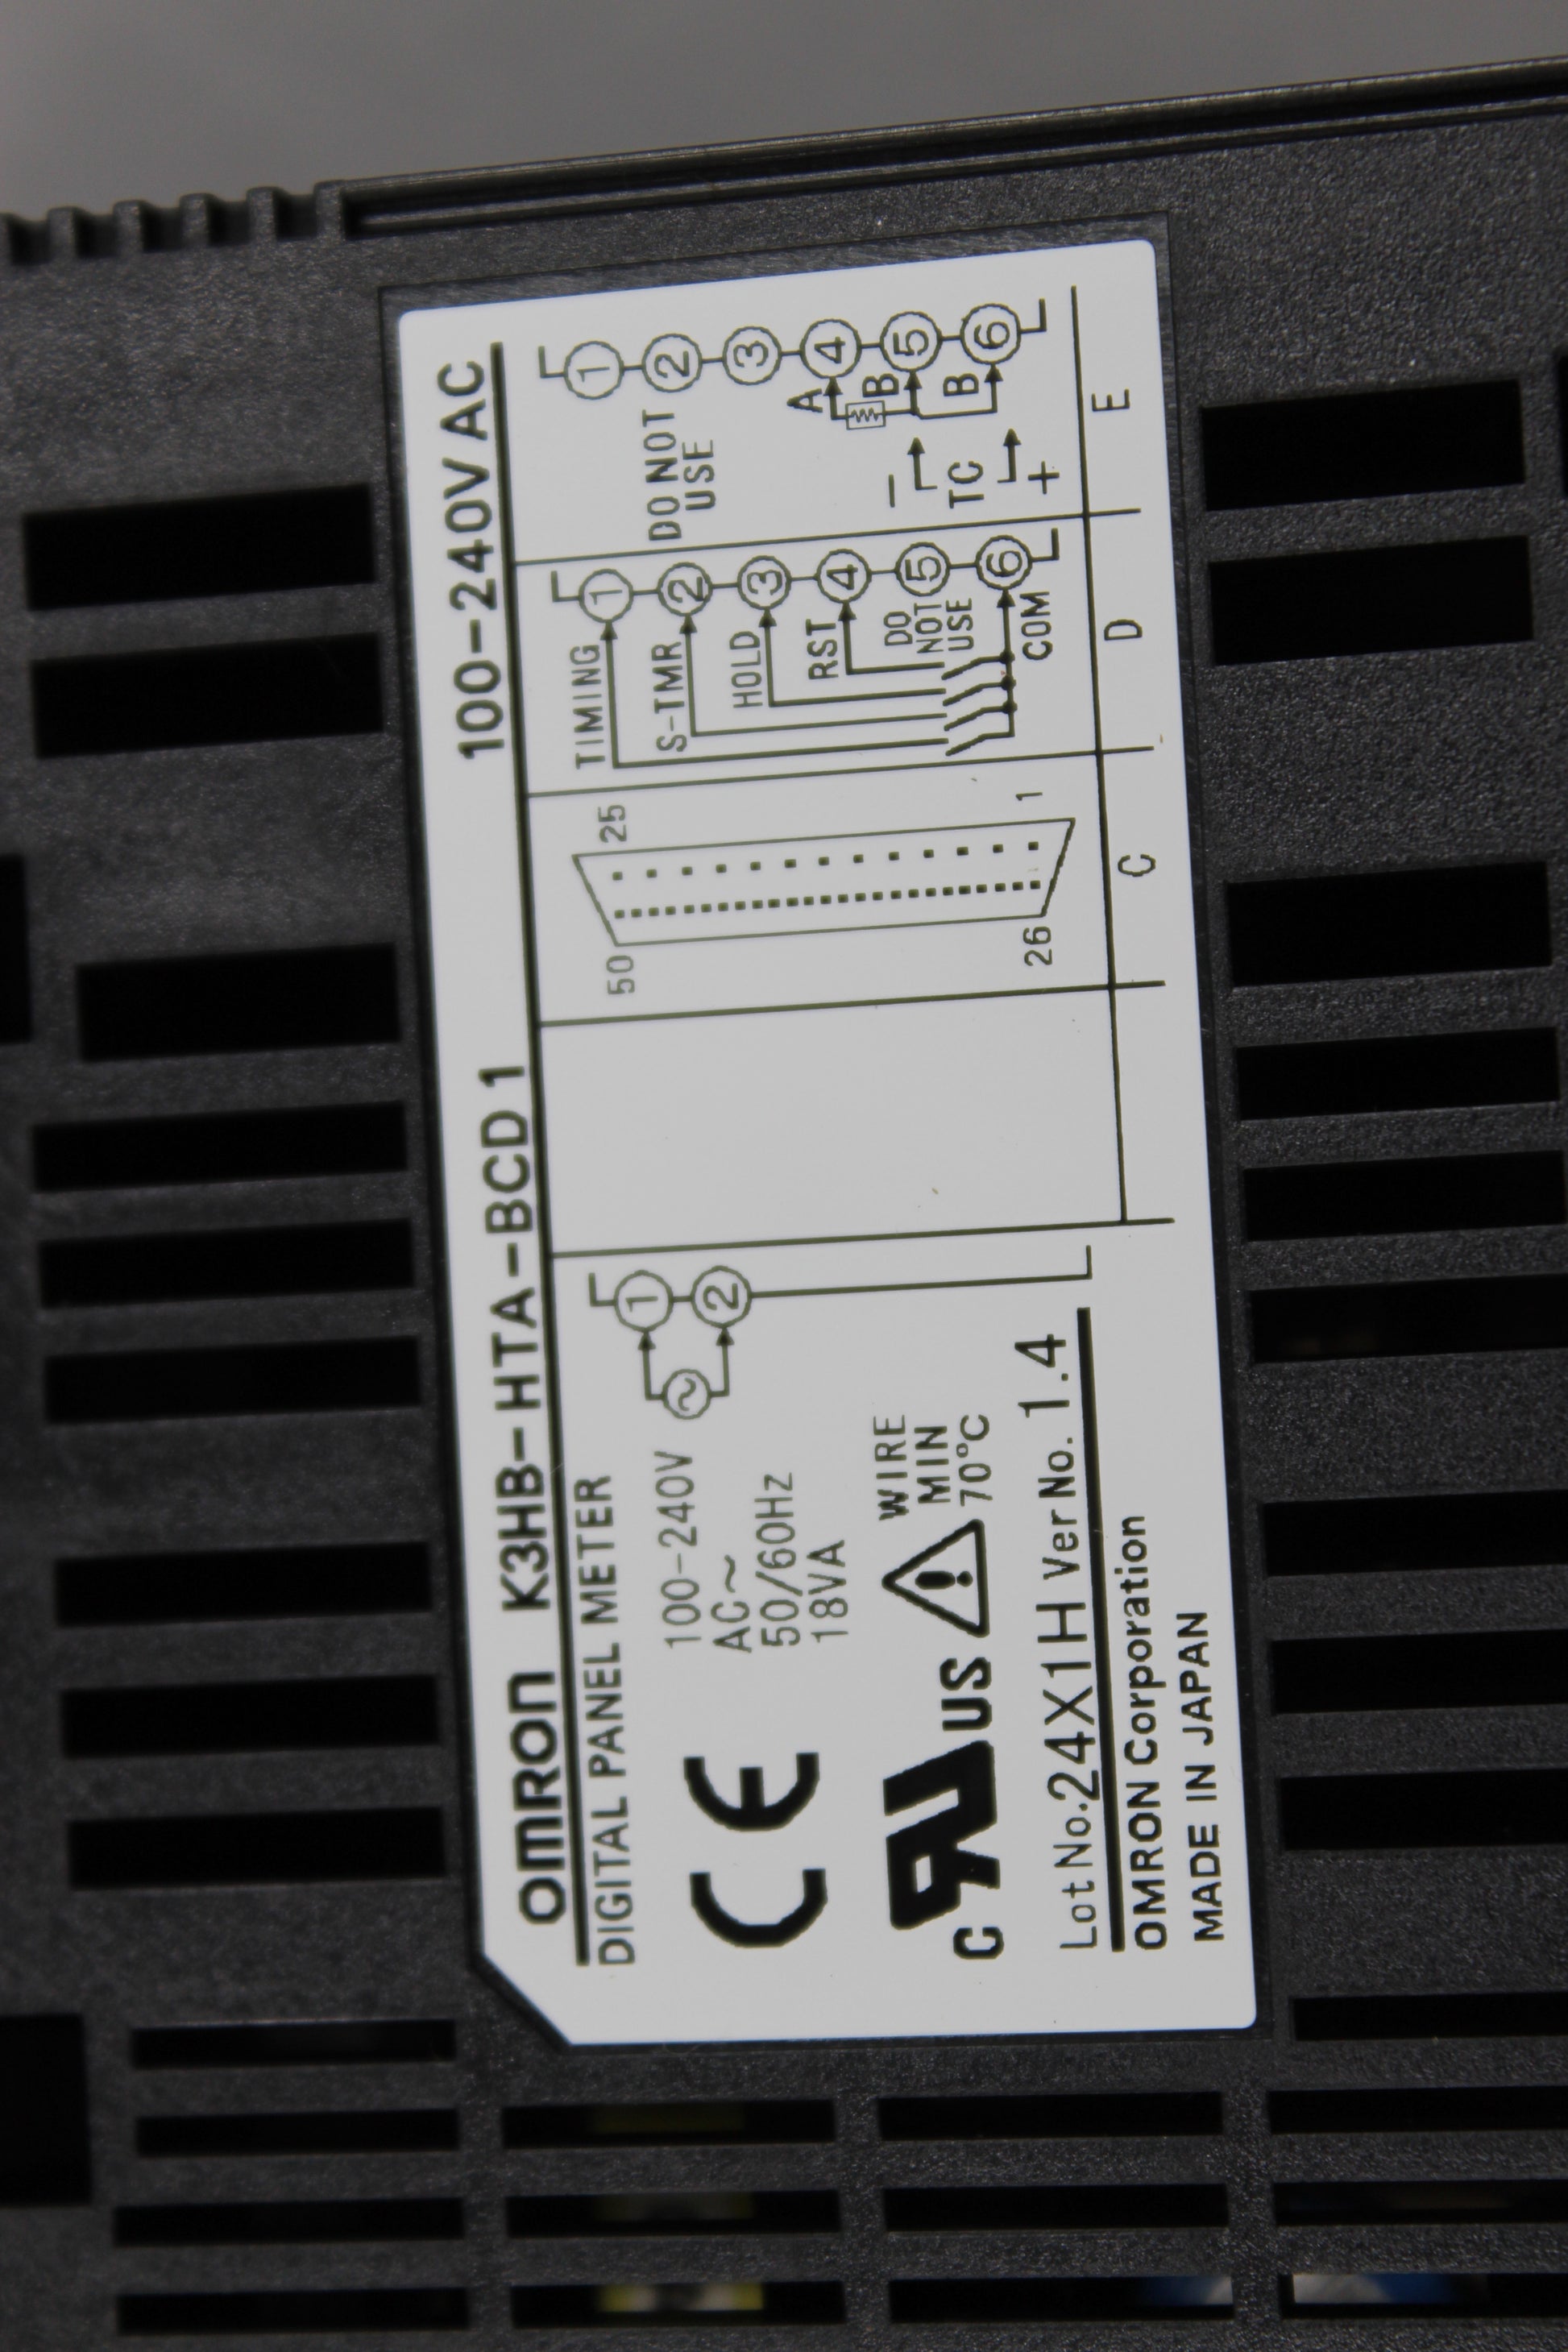 OMRON K3HB-HTA-BCD1 100-240V AC
DIGITAL PANEL METER
100-240V
AC~
50/60Hz
18VA
1
2
CE
C RU US
WIRE
MIN
70°C
Lot No. 24X1H Ver No. 1.4
OMRON Corporation
MADE IN JAPAN
50 25
26 1
C
TIMING 1
S-TMR 2
HOLD 3
RST 4
DO
NOT
USE
5
6
COM
D
1
DO NOT
USE
2
3
A 4
B 5
B 6
−
TC
+
E